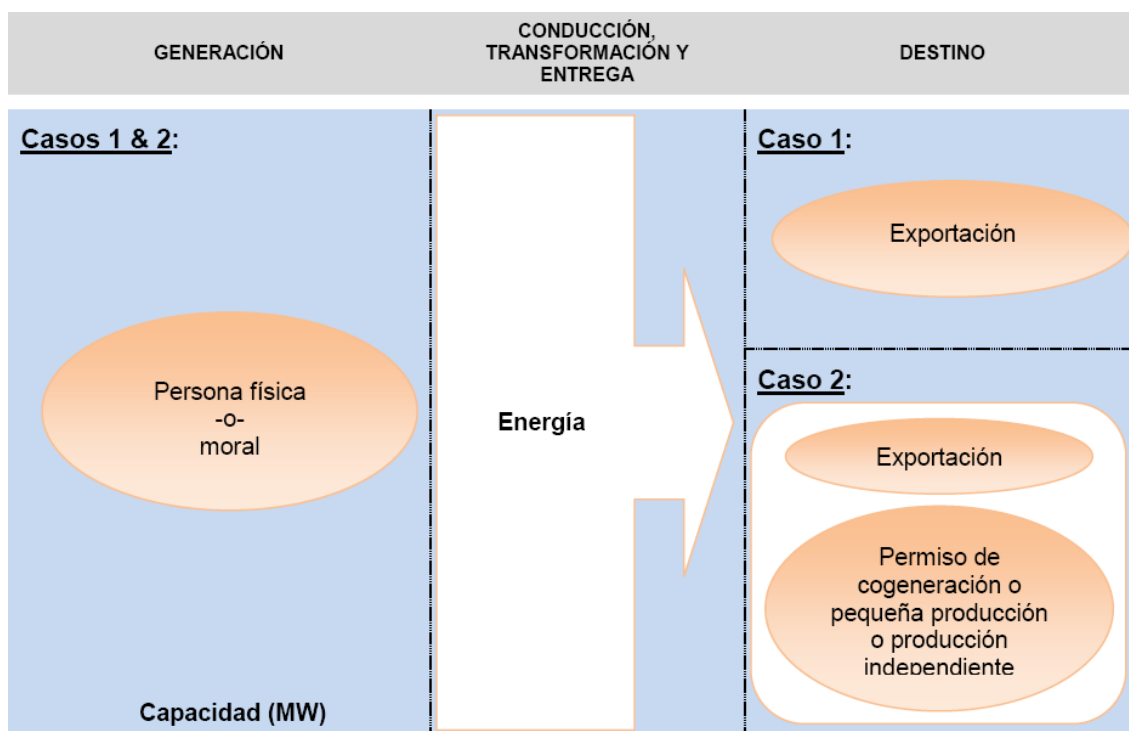 GENERACIÓN
CONDUCCIÓN,
TRANSFORMACIÓN Y
ENTREGA
DESTINO
Casos 1 & 2:
Persona física
-o-
moral
Capacidad (MW)
Energía
Caso 1:
Exportación
Caso 2:
Exportación
Permiso de
cogeneración o
pequeña producción
o producción
independiente